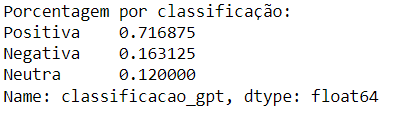 Porcentagem por classificação:
Positiva    0.716875
Negativa    0.163125
Neutra      0.120000
Name: classificacao_gpt, dtype: float64